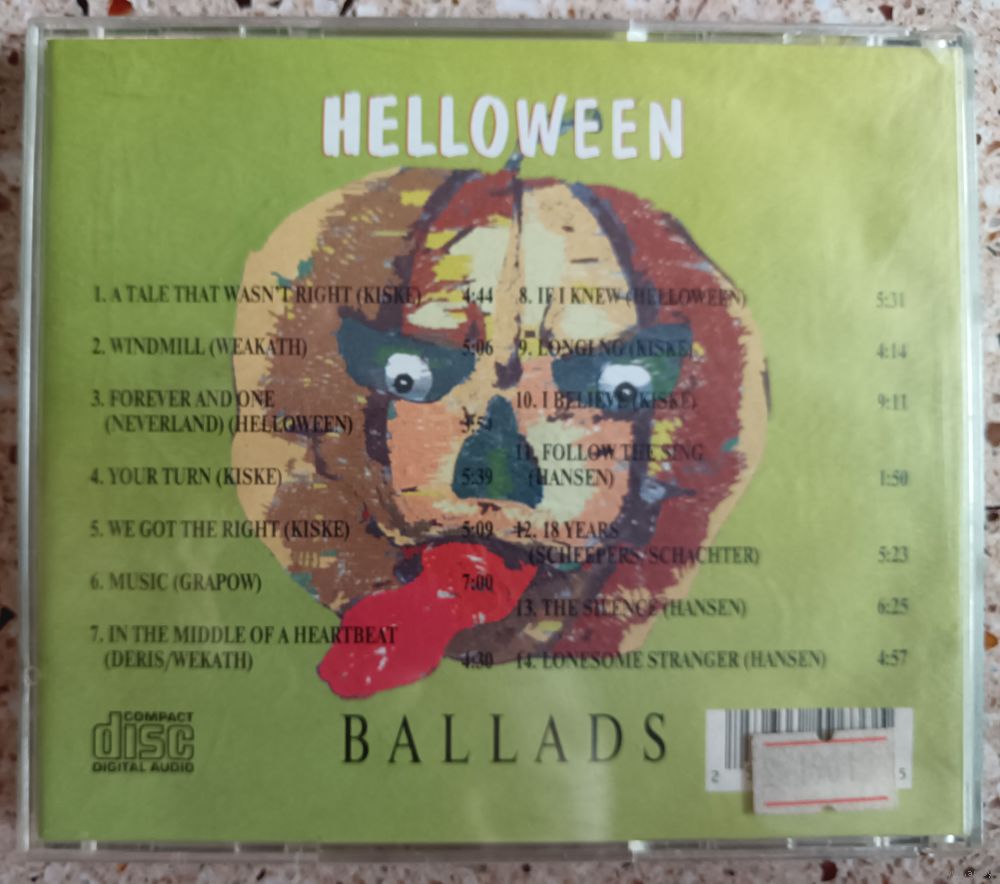 HELLOWEEN
1. A TALE THAT WASN'T RIGHT (KISKE) 4:44
2. WINDMILL (WEAKATH) 5:06
3. FOREVER AND ONE
(NEVERLAND) (HELLOWEEN) 3:54
4. YOUR TURN (KISKE) 5:39
5. WE GOT THE RIGHT (KISKE) 5:09
6. MUSIC (GRAPOW) 7:00
7. IN THE MIDDLE OF A HEARTBEAT
(DERIS/WEKATH) 4:30
8. IF I KNEW (HELLOWEEN) 5:31
9. LONGING (KISKE) 4:14
10. I BELIEVE (KISKE) 9:11
11. FOLLOW THE SING
(HANSEN) 1:50
12. 18 YEARS
(SCHEEPERS/SCHACHTER) 5:23
13. THE SILENCE (HANSEN) 6:25
14. LONESOME STRANGER (HANSEN) 4:57
COMPACT
disc
DIGITAL AUDIO
BALLADS
2 5